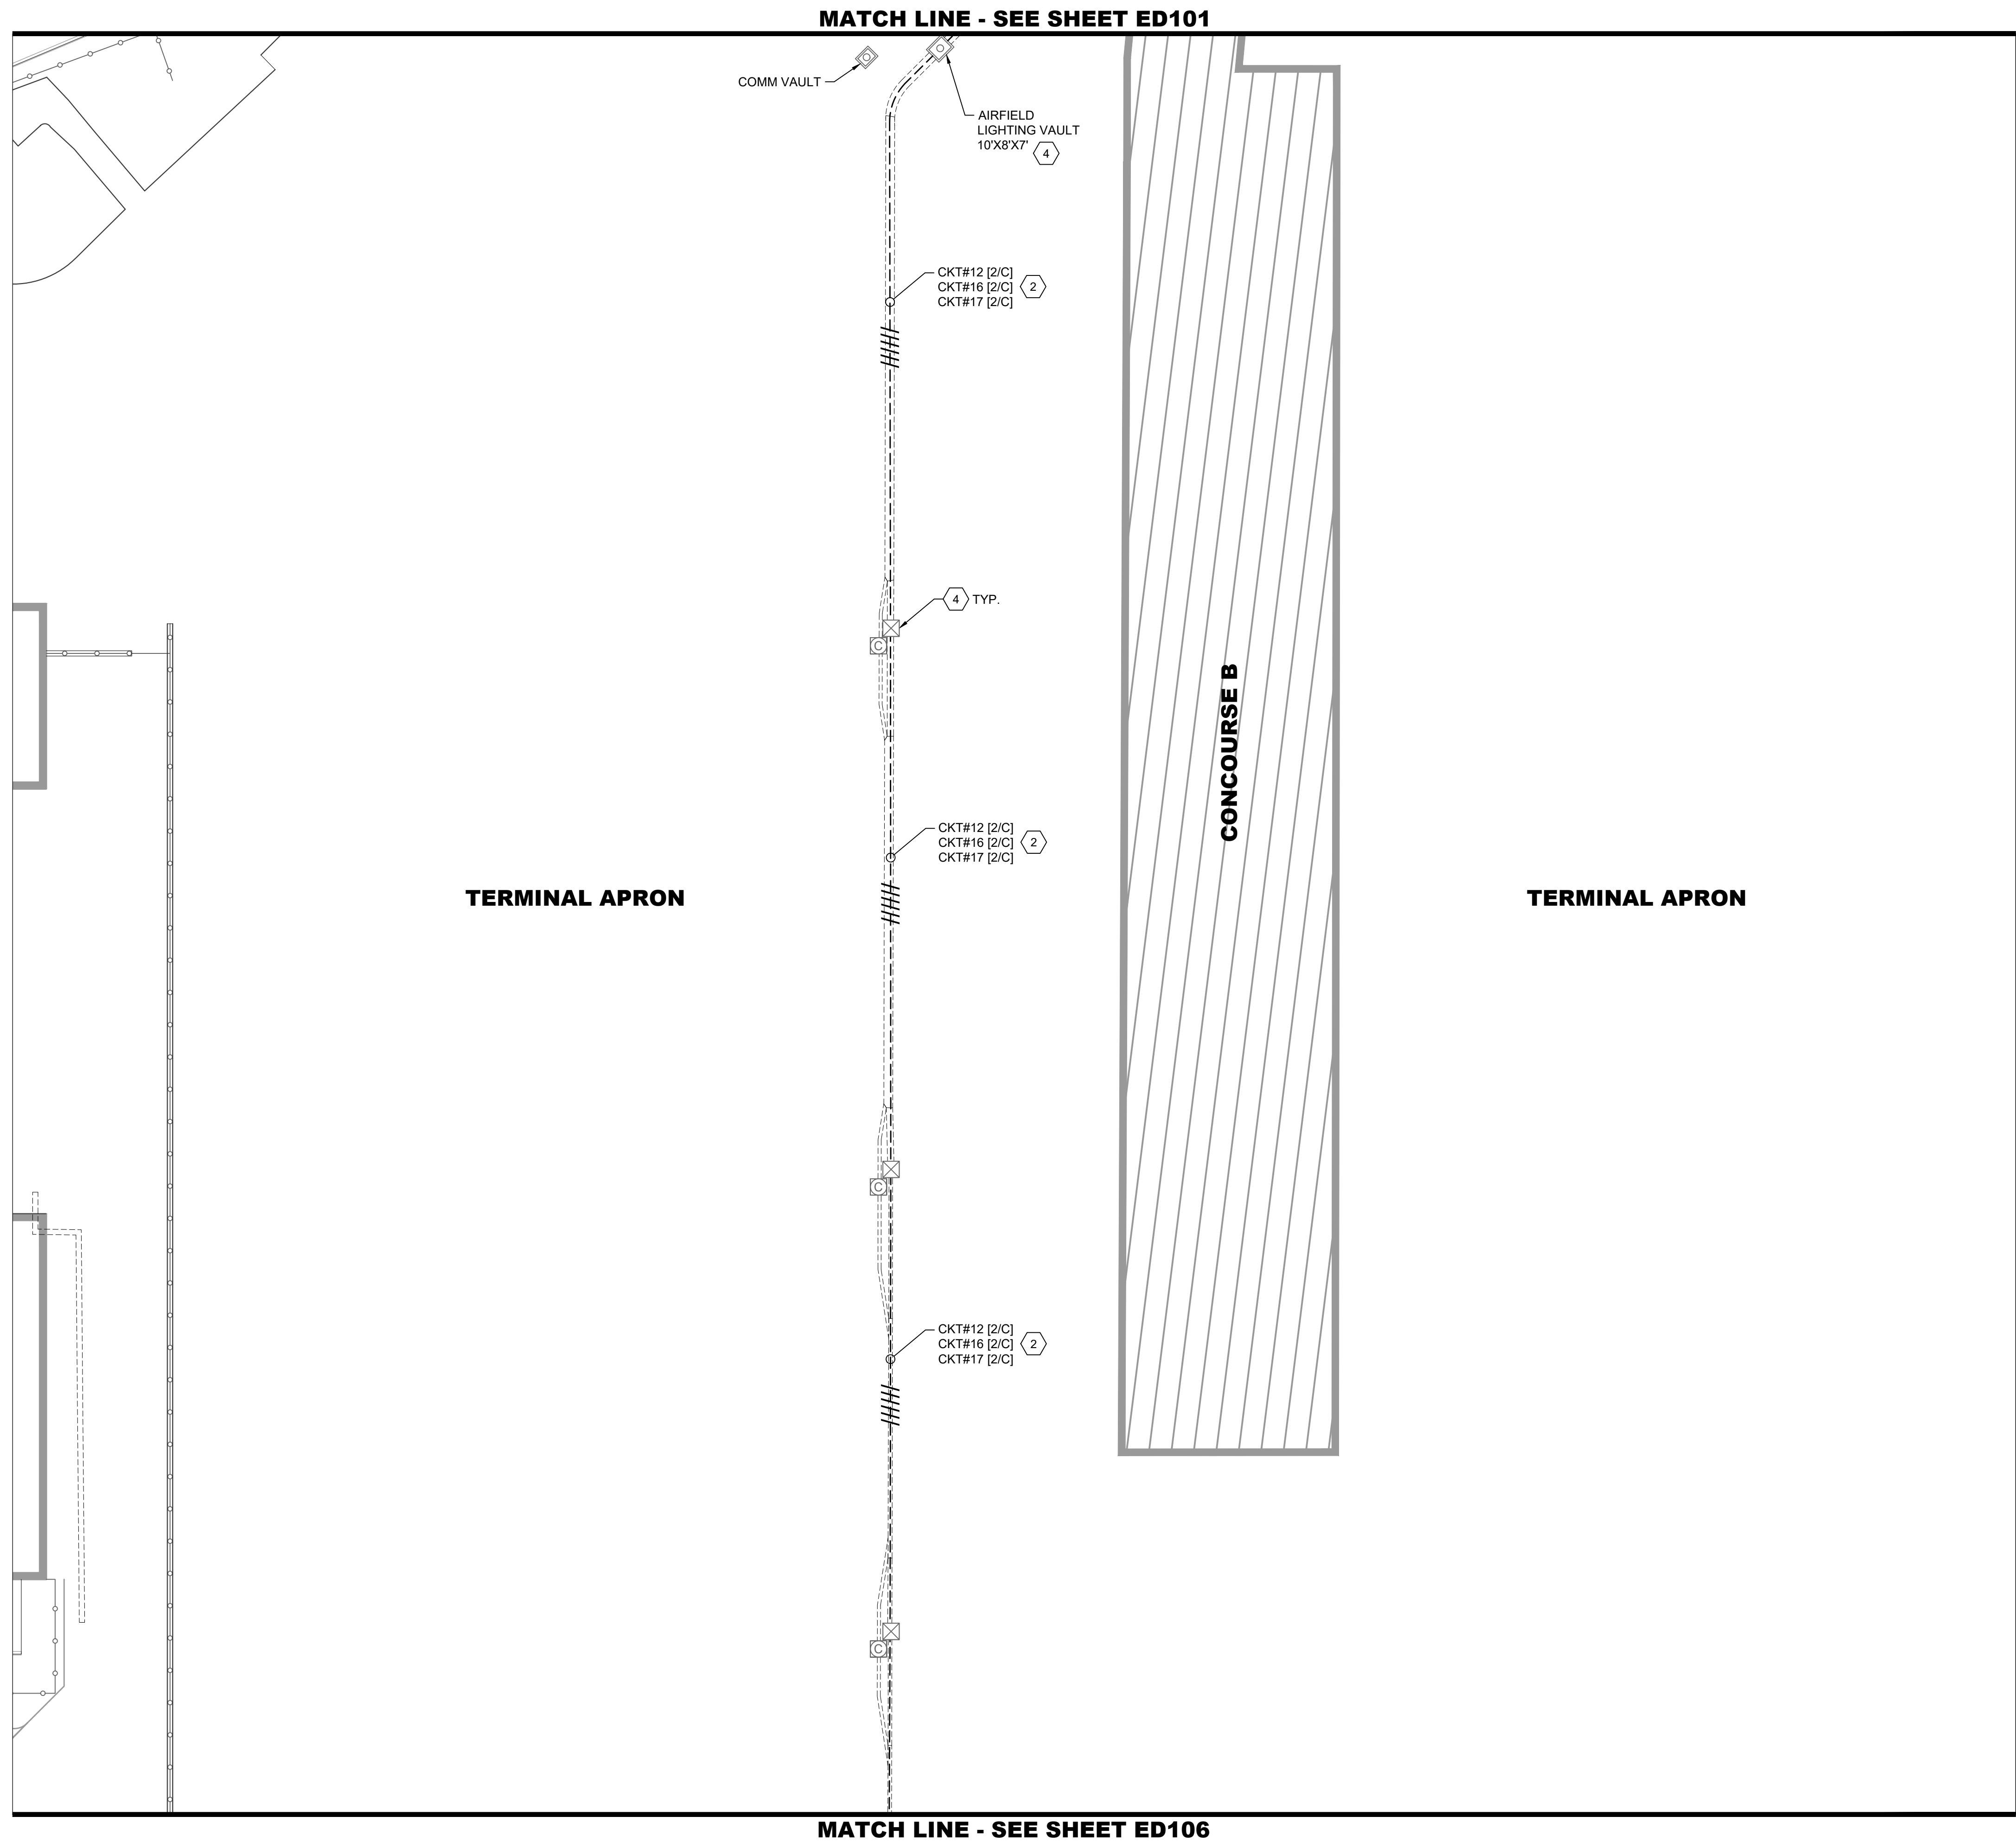 MATCH LINE - SEE SHEET ED101
COMM VAULT
AIRFIELD
LIGHTING VAULT
10'X8'X7'
4
CKT#12 [2/C]
CKT#16 [2/C] 2
CKT#17 [2/C]
4 TYP.
C
CONCOURSE B
CKT#12 [2/C]
CKT#16 [2/C] 2
CKT#17 [2/C]
TERMINAL APRON
TERMINAL APRON
C
CKT#12 [2/C]
CKT#16 [2/C] 2
CKT#17 [2/C]
C
MATCH LINE - SEE SHEET ED106